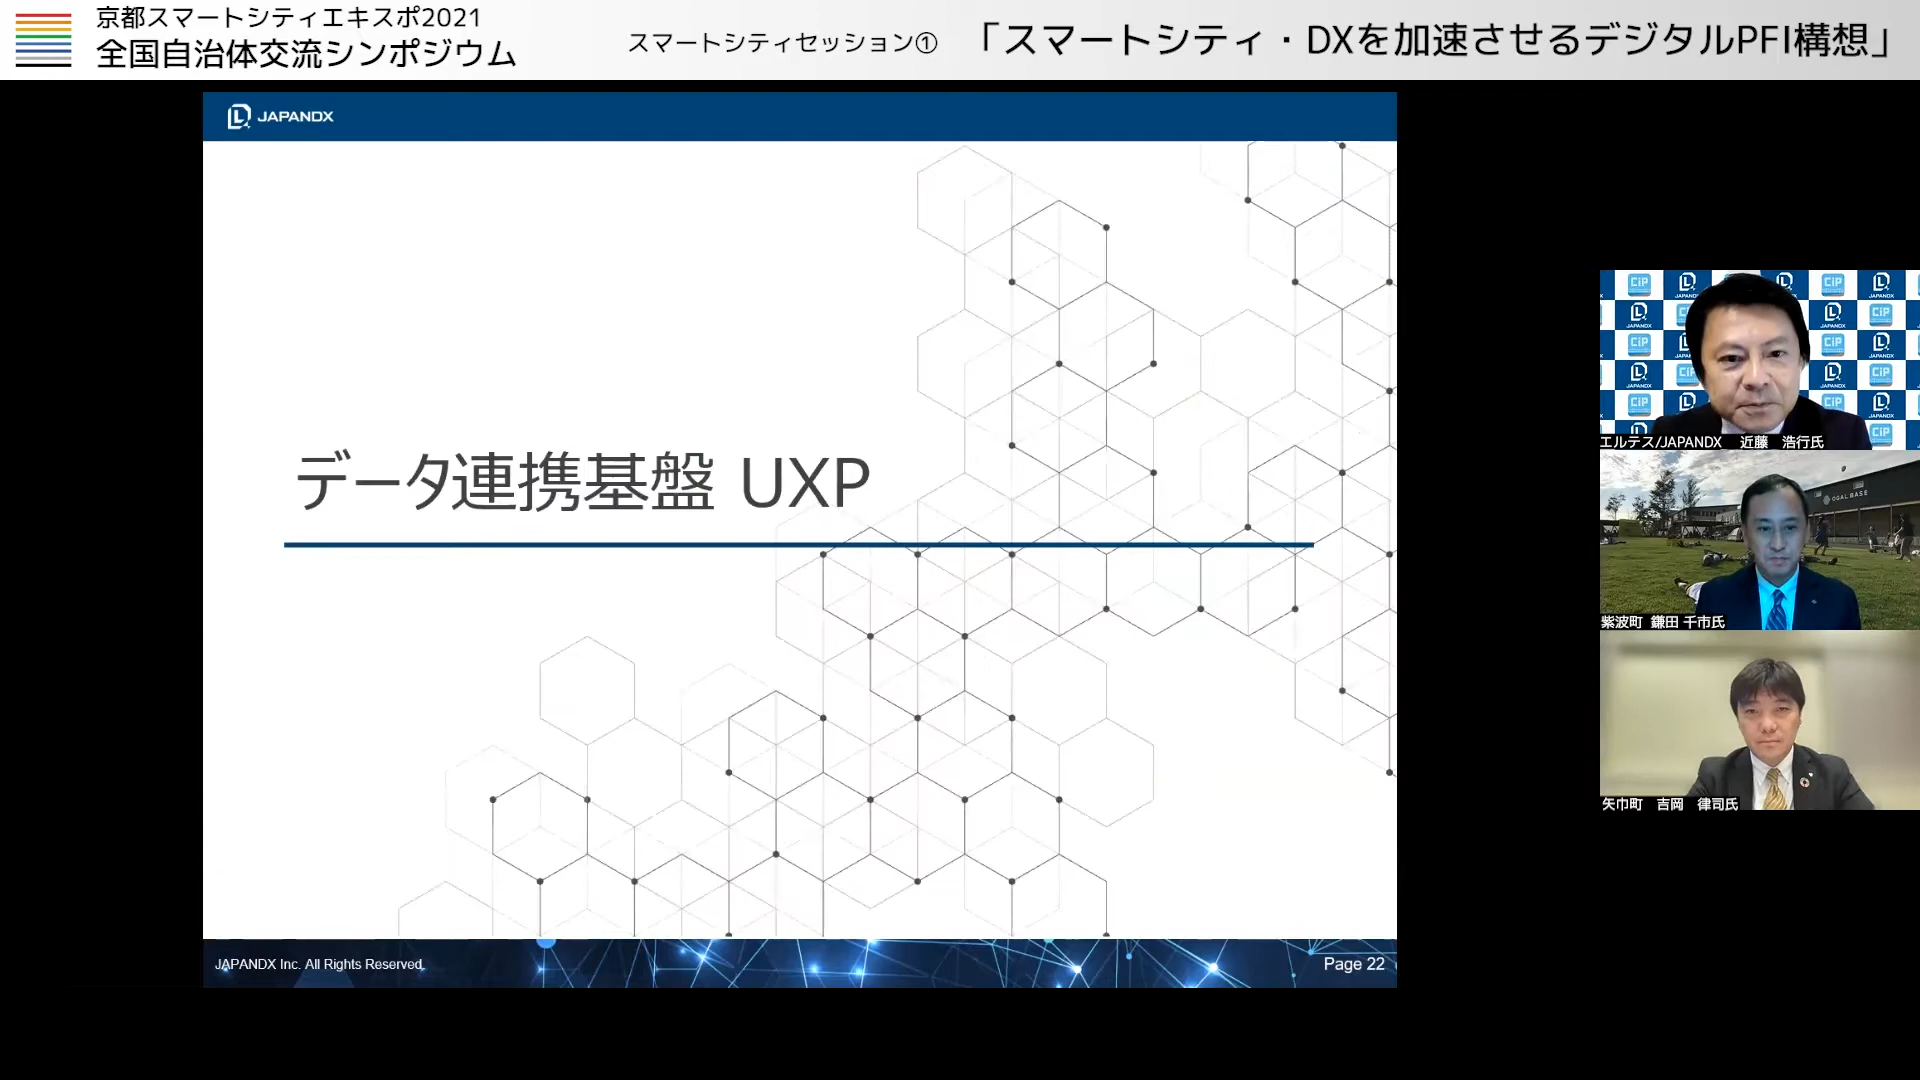 京都スマートシティエキスポ2021
全国自治体交流シンポジウム
スマートシティセッション① 「スマートシティ・DXを加速させるデジタルPFI構想」
JAPANDX
データ連携基盤 UXP
JAPANDX Inc. All Rights Reserved
Page 22
CiP
JAPANDX
エルテス/JAPANDX 近藤 浩行氏
OGAL BASE
紫波町 鎌田 千市氏
矢巾町 吉岡 律司氏